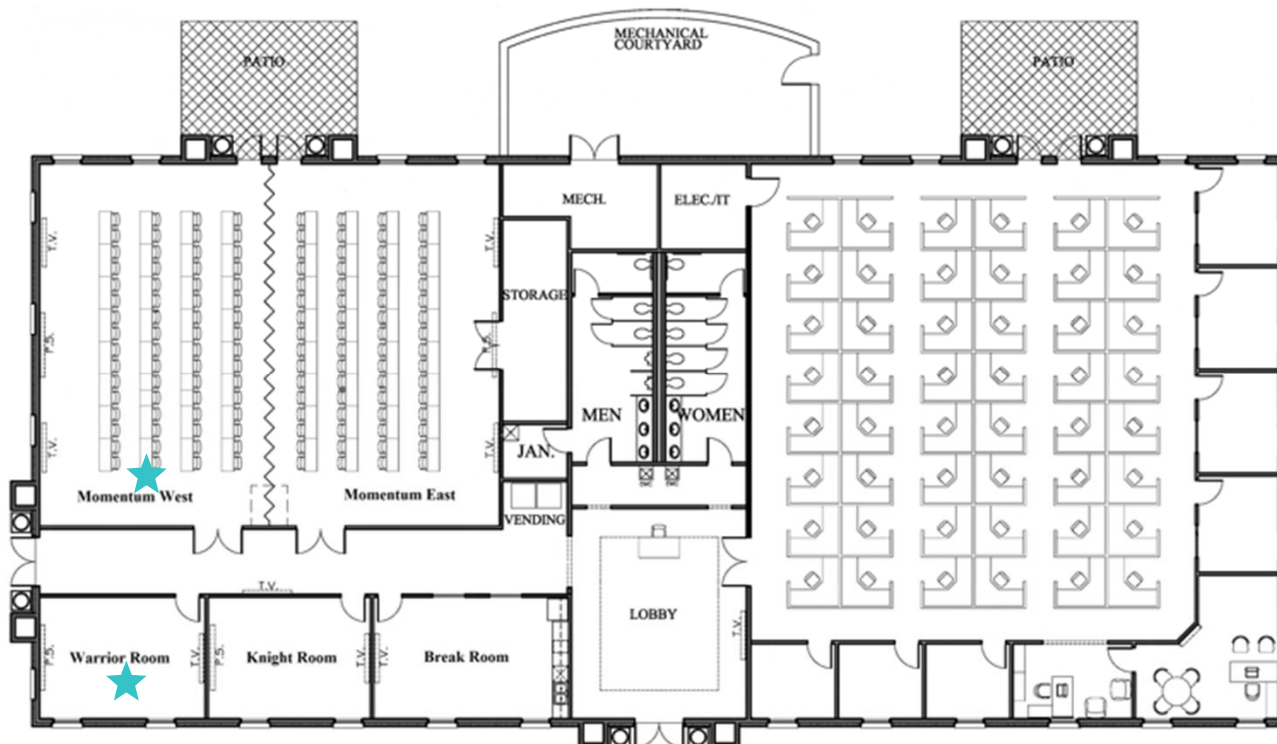 MECHANICAL
COURTYARD
PATIO
PATIO
MECH.
ELEC./IT
T.V.
T.V.
STORAGE
P.S.
P.S.
MEN
WOMEN
T.V.
T.V.
JAN.
Momentum West
Momentum East
VENDING
T.V.
LOBBY
T.V.
P.S.
Warrior Room
T.V.
P.S.
Knight Room
T.V.
T.V.
Break Room